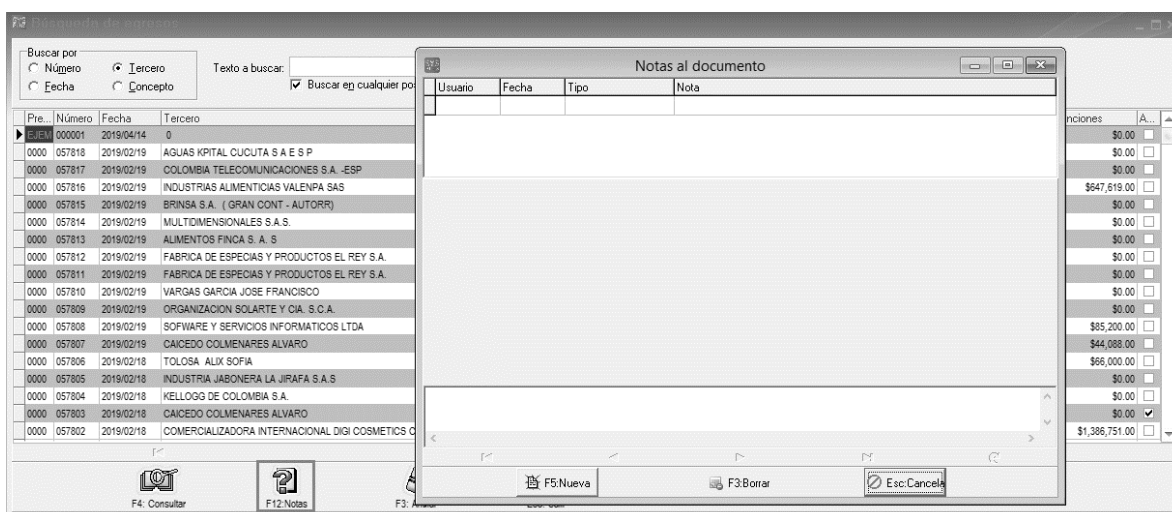 Búsqueda de egresos
Buscar por
Número
Tercero
Fecha
Concepto
Texto a buscar:
Buscar en cualquier po
Pre... Número Fecha Tercero
nciones A...
EJEM 000001 2019/04/14 0 $0.00
0000 057818 2019/02/19 AGUAS KPITAL CUCUTA S A E S P $0.00
0000 057817 2019/02/19 COLOMBIA TELECOMUNICACIONES S.A. -ESP $0.00
0000 057816 2019/02/19 INDUSTRIAS ALIMENTICIAS VALENPA SAS $647,619.00
0000 057815 2019/02/19 BRINSA S.A. ( GRAN CONT - AUTORR) $0.00
0000 057814 2019/02/19 MULTIDIMENSIONALES S.A.S. $0.00
0000 057813 2019/02/19 ALIMENTOS FINCA S. A. S $0.00
0000 057812 2019/02/19 FABRICA DE ESPECIAS Y PRODUCTOS EL REY S.A. $0.00
0000 057811 2019/02/19 FABRICA DE ESPECIAS Y PRODUCTOS EL REY S.A. $0.00
0000 057810 2019/02/19 VARGAS GARCIA JOSE FRANCISCO $0.00
0000 057809 2019/02/19 ORGANIZACION SOLARTE Y CIA. S.C.A. $0.00
0000 057808 2019/02/19 SOFWARE Y SERVICIOS INFORMATICOS LTDA $85,200.00
0000 057807 2019/02/19 CAICEDO COLMENARES ALVARO $44,088.00
0000 057806 2019/02/18 TOLOSA ALIX SOFIA $66,000.00
0000 057805 2019/02/18 INDUSTRIA JABONERA LA JIRAFA S.A.S $0.00
0000 057804 2019/02/18 KELLOGG DE COLOMBIA S.A. $0.00
0000 057803 2019/02/18 CAICEDO COLMENARES ALVARO $0.00
0000 057802 2019/02/18 COMERCIALIZADORA INTERNACIONAL DIGI COSMETICS C $1,386,751.00
F4: Consultar
F12:Notas
F3:
Notas al documento
Usuario Fecha Tipo Nota
F5:Nueva
F3:Borrar
Esc:Cancela